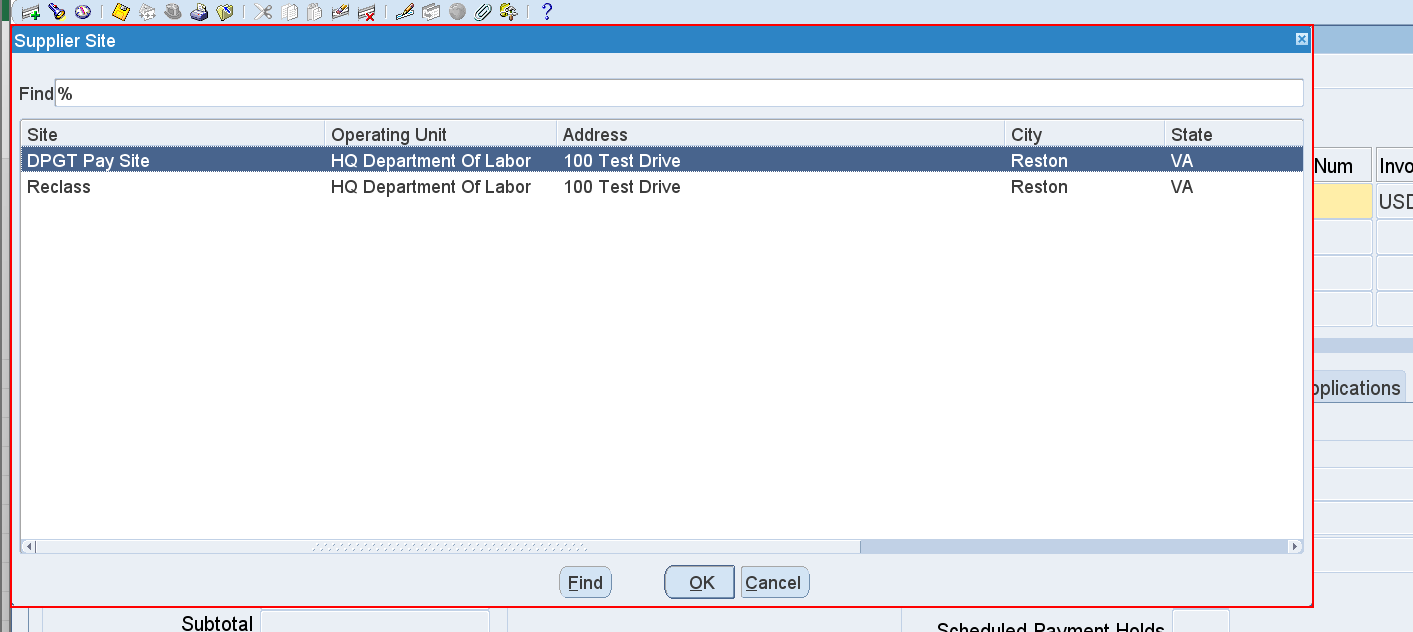 Supplier Site
Find %
Site Operating Unit Address City State
DPGT Pay Site HQ Department Of Labor 100 Test Drive Reston VA
Reclass HQ Department Of Labor 100 Test Drive Reston VA
Num Invo
USD
pplications
Find OK Cancel
Subtotal
Scheduled Payment Holds